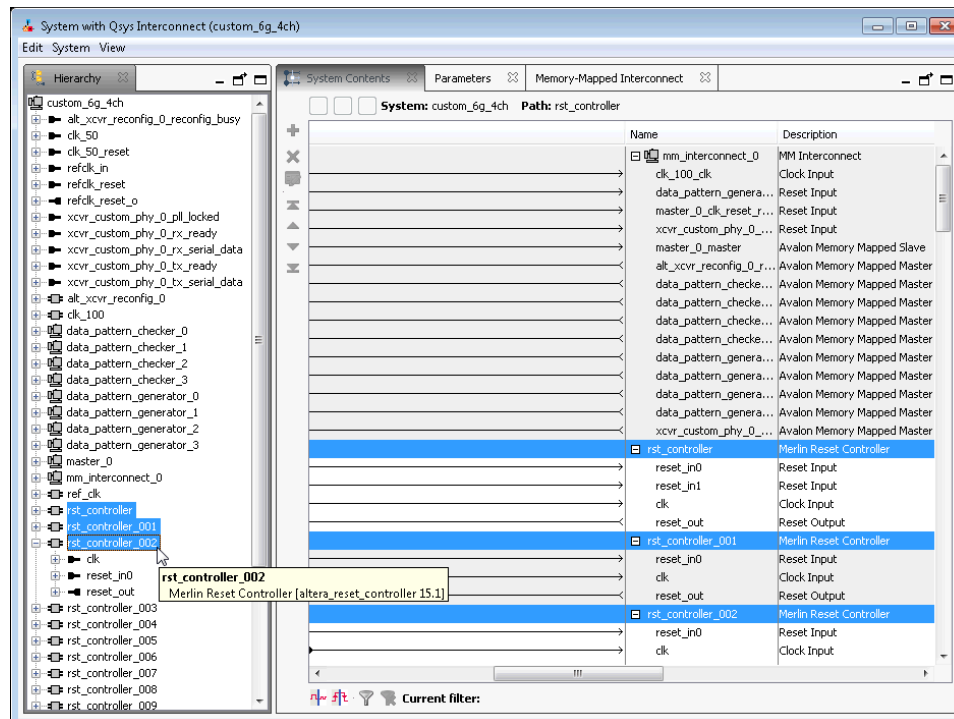 System with Qsys Interconnect (custom_6g_4ch)
Edit System View
Hierarchy
custom_6g_4ch
alt_xcvr_reconfig_0_reconfig_busy
clk_50
clk_50_reset
refclk_in
refclk_reset
refclk_reset_o
xcvr_custom_phy_0_pll_locked
xcvr_custom_phy_0_rx_ready
xcvr_custom_phy_0_rx_serial_data
xcvr_custom_phy_0_tx_ready
xcvr_custom_phy_0_tx_serial_data
alt_xcvr_reconfig_0
clk_100
data_pattern_checker_0
data_pattern_checker_1
data_pattern_checker_2
data_pattern_checker_3
data_pattern_generator_0
data_pattern_generator_1
data_pattern_generator_2
data_pattern_generator_3
master_0
mm_interconnect_0
ref_clk
rst_controller
rst_controller_001
rst_controller_002
clk
reset_in0
reset_out
rst_controller_003
rst_controller_004
rst_controller_005
rst_controller_006
rst_controller_007
rst_controller_008
rst_controller_009
rst_controller_002
Merlin Reset Controller [altera_reset_controller 15.1]
System Contents Parameters Memory-Mapped Interconnect
System: custom_6g_4ch Path: rst_controller
Name Description
mm_interconnect_0 MM Interconnect
clk_100_clk Clock Input
data_pattern_genera... Reset Input
master_0_clk_reset_r... Reset Input
xcvr_custom_phy_0_... Reset Input
master_0_master Avalon Memory Mapped Slave
alt_xcvr_reconfig_0_r... Avalon Memory Mapped Master
data_pattern_checke... Avalon Memory Mapped Master
data_pattern_checke... Avalon Memory Mapped Master
data_pattern_checke... Avalon Memory Mapped Master
data_pattern_checke... Avalon Memory Mapped Master
data_pattern_genera... Avalon Memory Mapped Master
data_pattern_genera... Avalon Memory Mapped Master
data_pattern_genera... Avalon Memory Mapped Master
data_pattern_genera... Avalon Memory Mapped Master
xcvr_custom_phy_0_... Avalon Memory Mapped Master
rst_controller Merlin Reset Controller
reset_in0 Reset Input
reset_in1 Reset Input
clk Clock Input
reset_out Reset Output
rst_controller_001 Merlin Reset Controller
reset_in0 Reset Input
clk Clock Input
reset_out Reset Output
rst_controller_002 Merlin Reset Controller
reset_in0 Reset Input
clk Clock Input
Current filter: